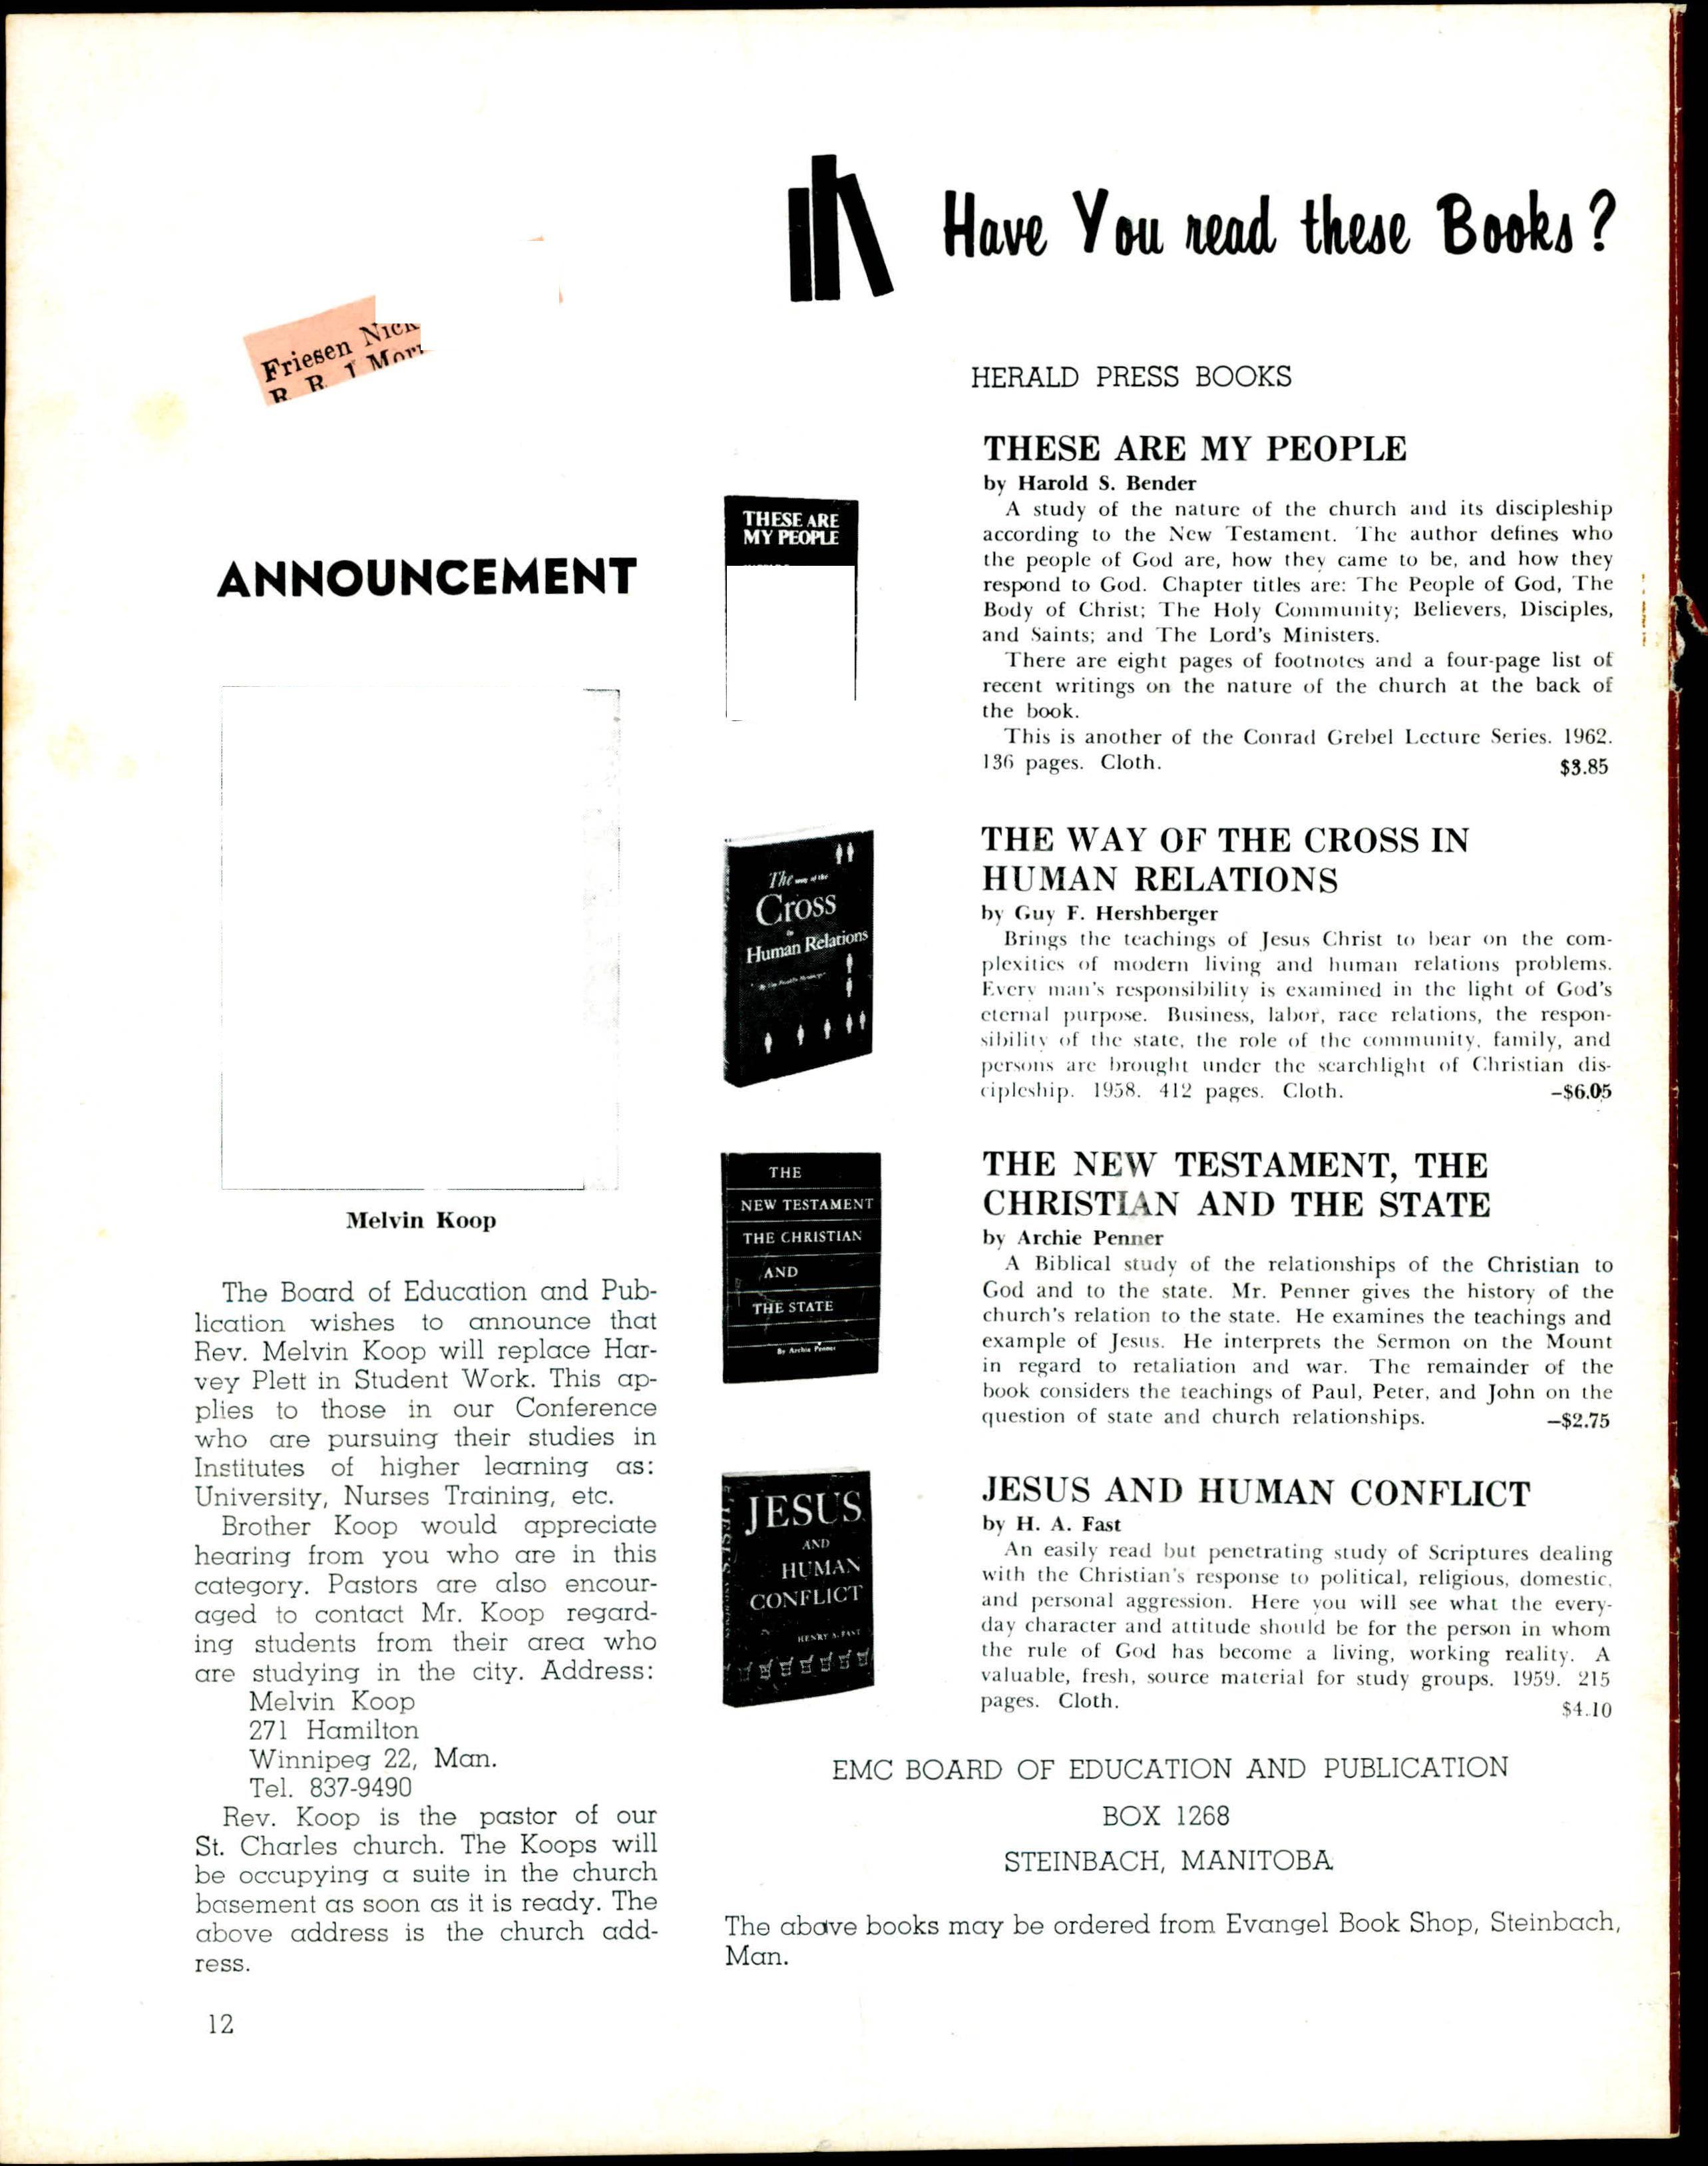 Have You read these Books?
Friesen Nick
R. R. 1
ANNOUNCEMENT
Melvin Koop
The Board of Education and Pub-
lication wishes to announce that
Rev. Melvin Koop will replace Har-
vey Plett in Student Work. This ap-
plies to those in our Conference
who are pursuing their studies in
Institutes of higher learning as:
University, Nurses Training, etc.
Brother Koop would appreciate
hearing from you who are in this
category. Pastors are also encour-
aged to contact Mr. Koop regard-
ing students from their area who
are studying in the city. Address:
Melvin Koop
271 Hamilton
Winnipeg 22, Man.
Tel. 837-9490
Rev. Koop is the pastor of our
St. Charles church. The Koops will
be occupying a suite in the church
basement as soon as it is ready. The
above address is the church add-
ress.
12
HERALD PRESS BOOKS
THESE ARE
MY PEOPLE
THESE ARE MY PEOPLE
by Harold S. Bender
A study of the nature of the church and its discipleship
according to the New Testament. The author defines who
the people of God are, how they came to be, and how they
respond to God. Chapter titles are: The People of God, The
Body of Christ; The Holy Community; Believers, Disciples,
and Saints; and The Lord's Ministers.
There are eight pages of footnotes and a four-page list of
recent writings on the nature of the church at the back of
the book.
This is another of the Conrad Grebel Lecture Series. 1962.
136 pages. Cloth. $3.85
The way of the
Cross
in
Human Relations
THE WAY OF THE CROSS IN
HUMAN RELATIONS
by Guy F. Hershberger
Brings the teachings of Jesus Christ to bear on the com-
plexities of modern living and human relations problems.
Every man's responsibility is examined in the light of God's
eternal purpose. Business, labor, race relations, the respon-
sibility of the state, the role of the community, family, and
persons are brought under the searchlight of Christian dis-
cipleship. 1958. 412 pages. Cloth. –$6.05
THE
NEW TESTAMENT
THE CHRISTIAN
AND
THE STATE
By Archie Penner
THE NEW TESTAMENT, THE
CHRISTIAN AND THE STATE
by Archie Penner
A Biblical study of the relationships of the Christian to
God and to the state. Mr. Penner gives the history of the
church's relation to the state. He examines the teachings and
example of Jesus. He interprets the Sermon on the Mount
in regard to retaliation and war. The remainder of the
book considers the teachings of Paul, Peter, and John on the
question of state and church relationships. –$2.75
JESUS
AND
HUMAN
CONFLICT
HENRY A. FAST
JESUS AND HUMAN CONFLICT
by H. A. Fast
An easily read but penetrating study of Scriptures dealing
with the Christian's response to political, religious, domestic,
and personal aggression. Here you will see what the every-
day character and attitude should be for the person in whom
the rule of God has become a living, working reality. A
valuable, fresh, source material for study groups. 1959. 215
pages. Cloth. $4.10
EMC BOARD OF EDUCATION AND PUBLICATION
BOX 1268
STEINBACH, MANITOBA
The above books may be ordered from Evangel Book Shop, Steinbach,
Man.